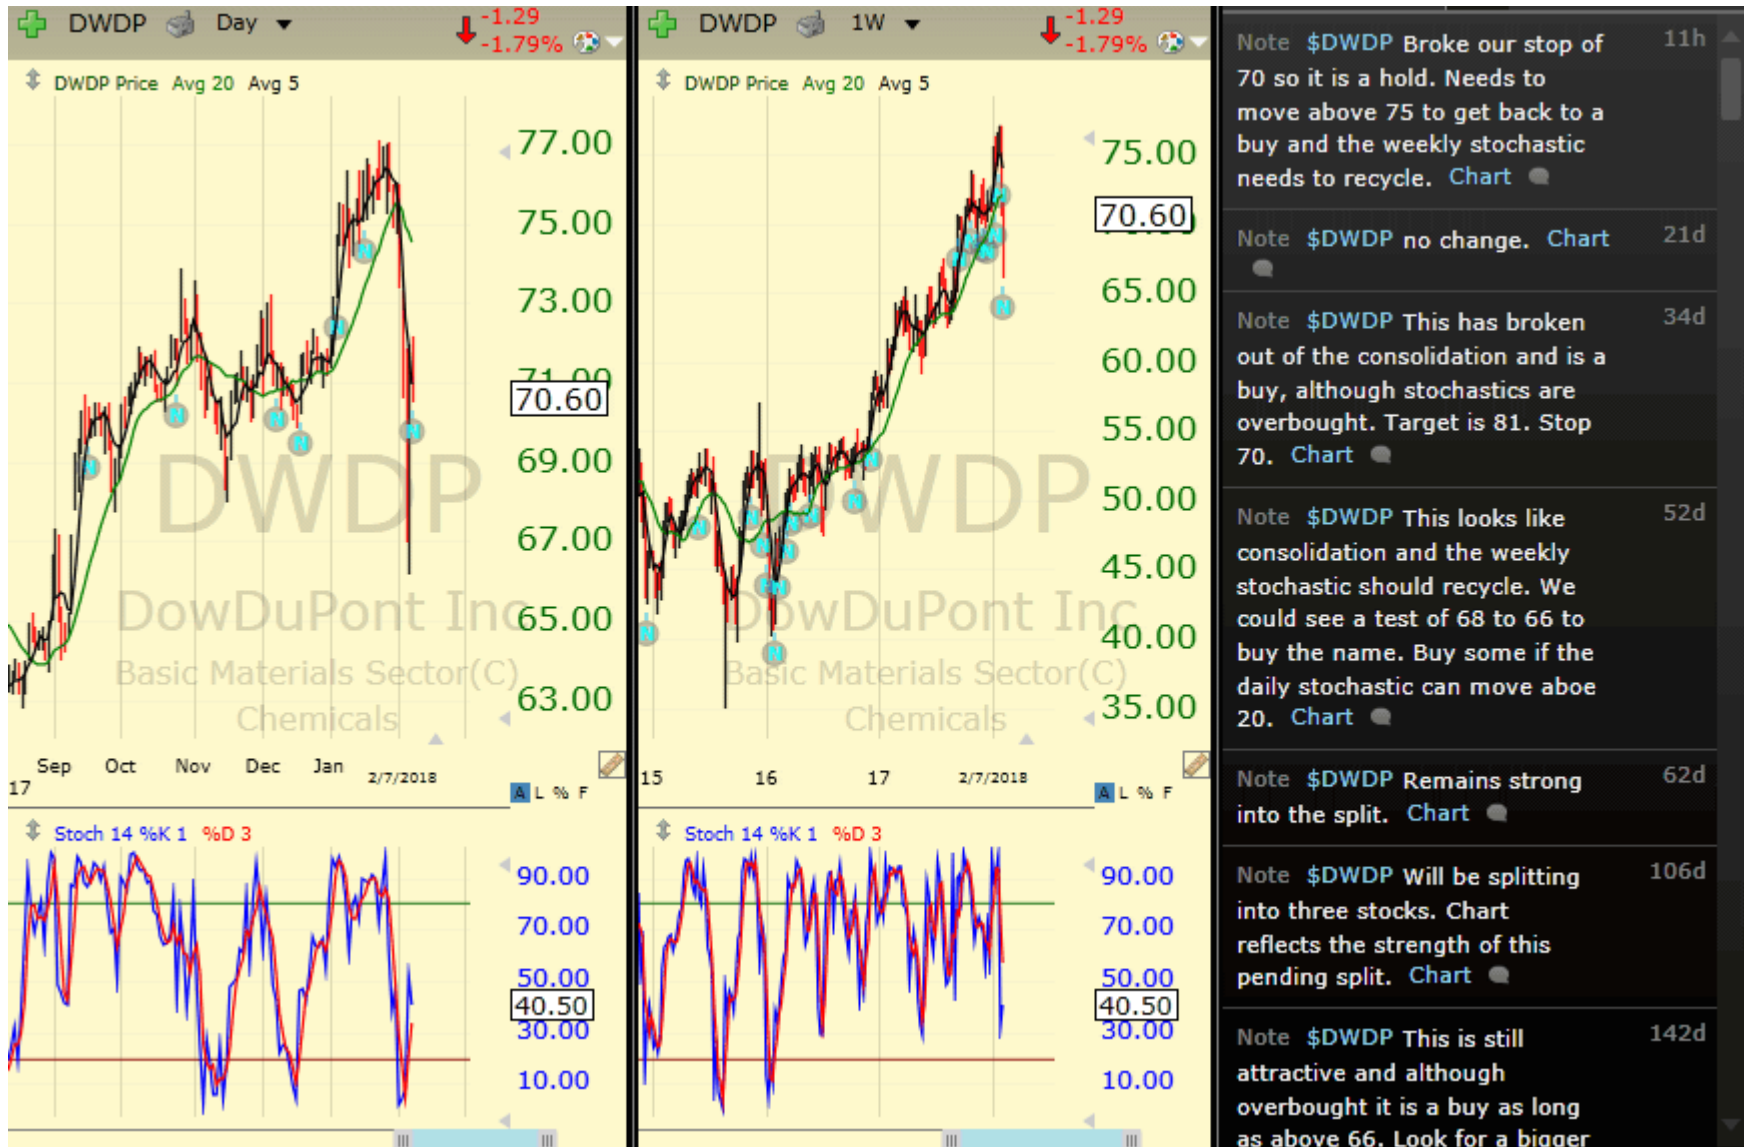 DWDP Day -1.29
-1.79%
DWDP Price Avg 20 Avg 5
77.00
75.00
73.00
71.00
70.60
69.00
67.00
65.00
63.00
DWDP
DowDuPont Inc
Basic Materials Sector(C)
Chemicals
Sep Oct Nov Dec Jan 2/7/2018
17
A L % F
Stoch 14 %K 1 %D 3
90.00
70.00
50.00
40.50
30.00
10.00
DWDP 1W -1.29
-1.79%
DWDP Price Avg 20 Avg 5
75.00
70.60
65.00
60.00
55.00
50.00
45.00
40.00
35.00
DWDP
DowDuPont Inc
Basic Materials Sector(C)
Chemicals
15 16 17 2/7/2018
A L % F
Stoch 14 %K 1 %D 3
90.00
70.00
50.00
40.50
30.00
10.00
Note $DWDP Broke our stop of 11h
70 so it is a hold. Needs to
move above 75 to get back to a
buy and the weekly stochastic
needs to recycle. Chart
Note $DWDP no change. Chart 21d
Note $DWDP This has broken 34d
out of the consolidation and is a
buy, although stochastics are
overbought. Target is 81. Stop
70. Chart
Note $DWDP This looks like 52d
consolidation and the weekly
stochastic should recycle. We
could see a test of 68 to 66 to
buy the name. Buy some if the
daily stochastic can move aboe
20. Chart
Note $DWDP Remains strong 62d
into the split. Chart
Note $DWDP Will be splitting 106d
into three stocks. Chart
reflects the strength of this
pending split. Chart
Note $DWDP This is still 142d
attractive and although
overbought it is a buy as long
as above 66. Look for a bigger